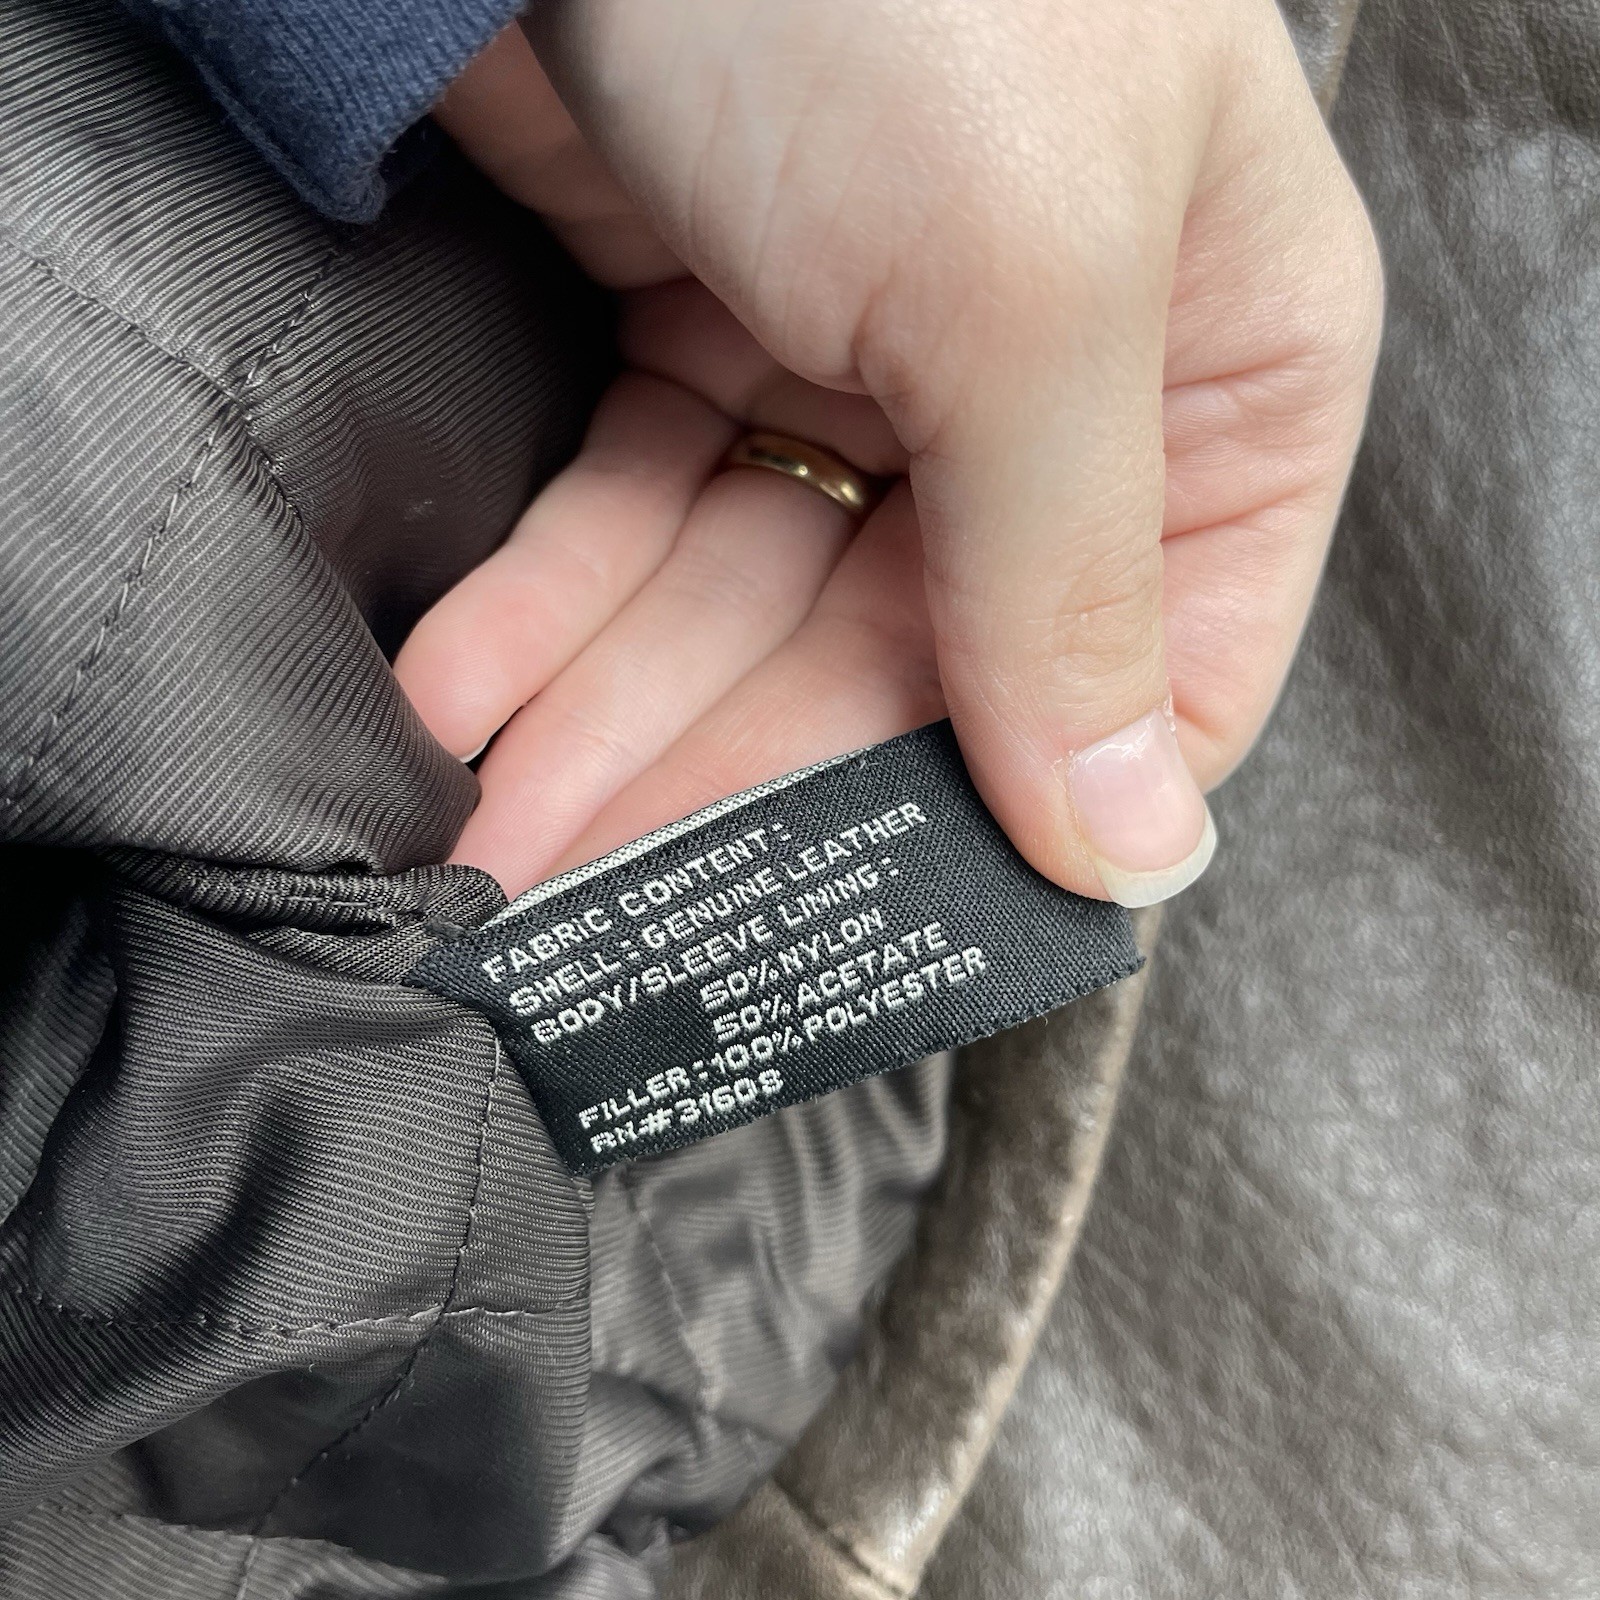 FABRIC CONTENT:
SHELL: GENUINE LEATHER
BODY/SLEEVE LINING:
50% NYLON
50% ACETATE
FILLER: 100% POLYESTER
RN# 31608